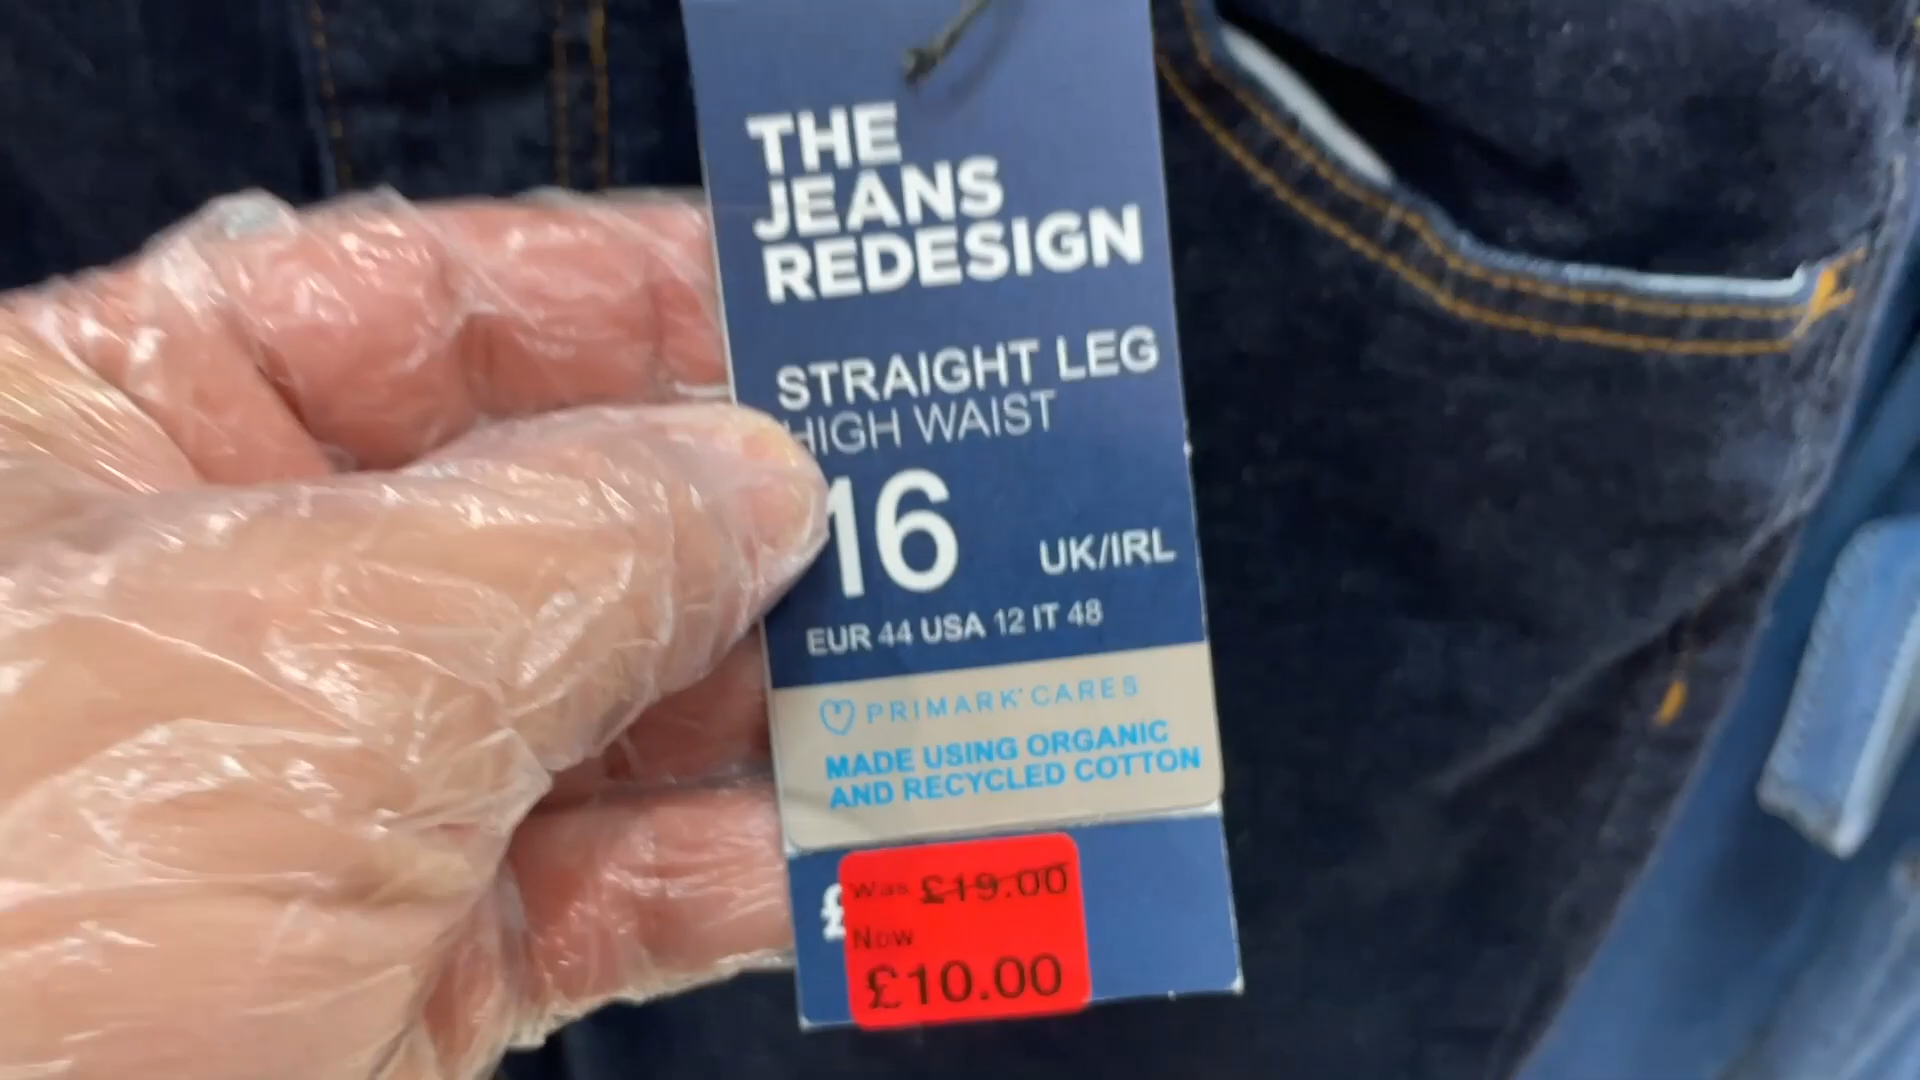 THE
JEANS
REDESIGN
STRAIGHT LEG
HIGH WAIST
16 UK/IRL
EUR 44 USA 12 IT 48
PRIMARK CARES
MADE USING ORGANIC
AND RECYCLED COTTON
£
Was £19.00
Now
£10.00